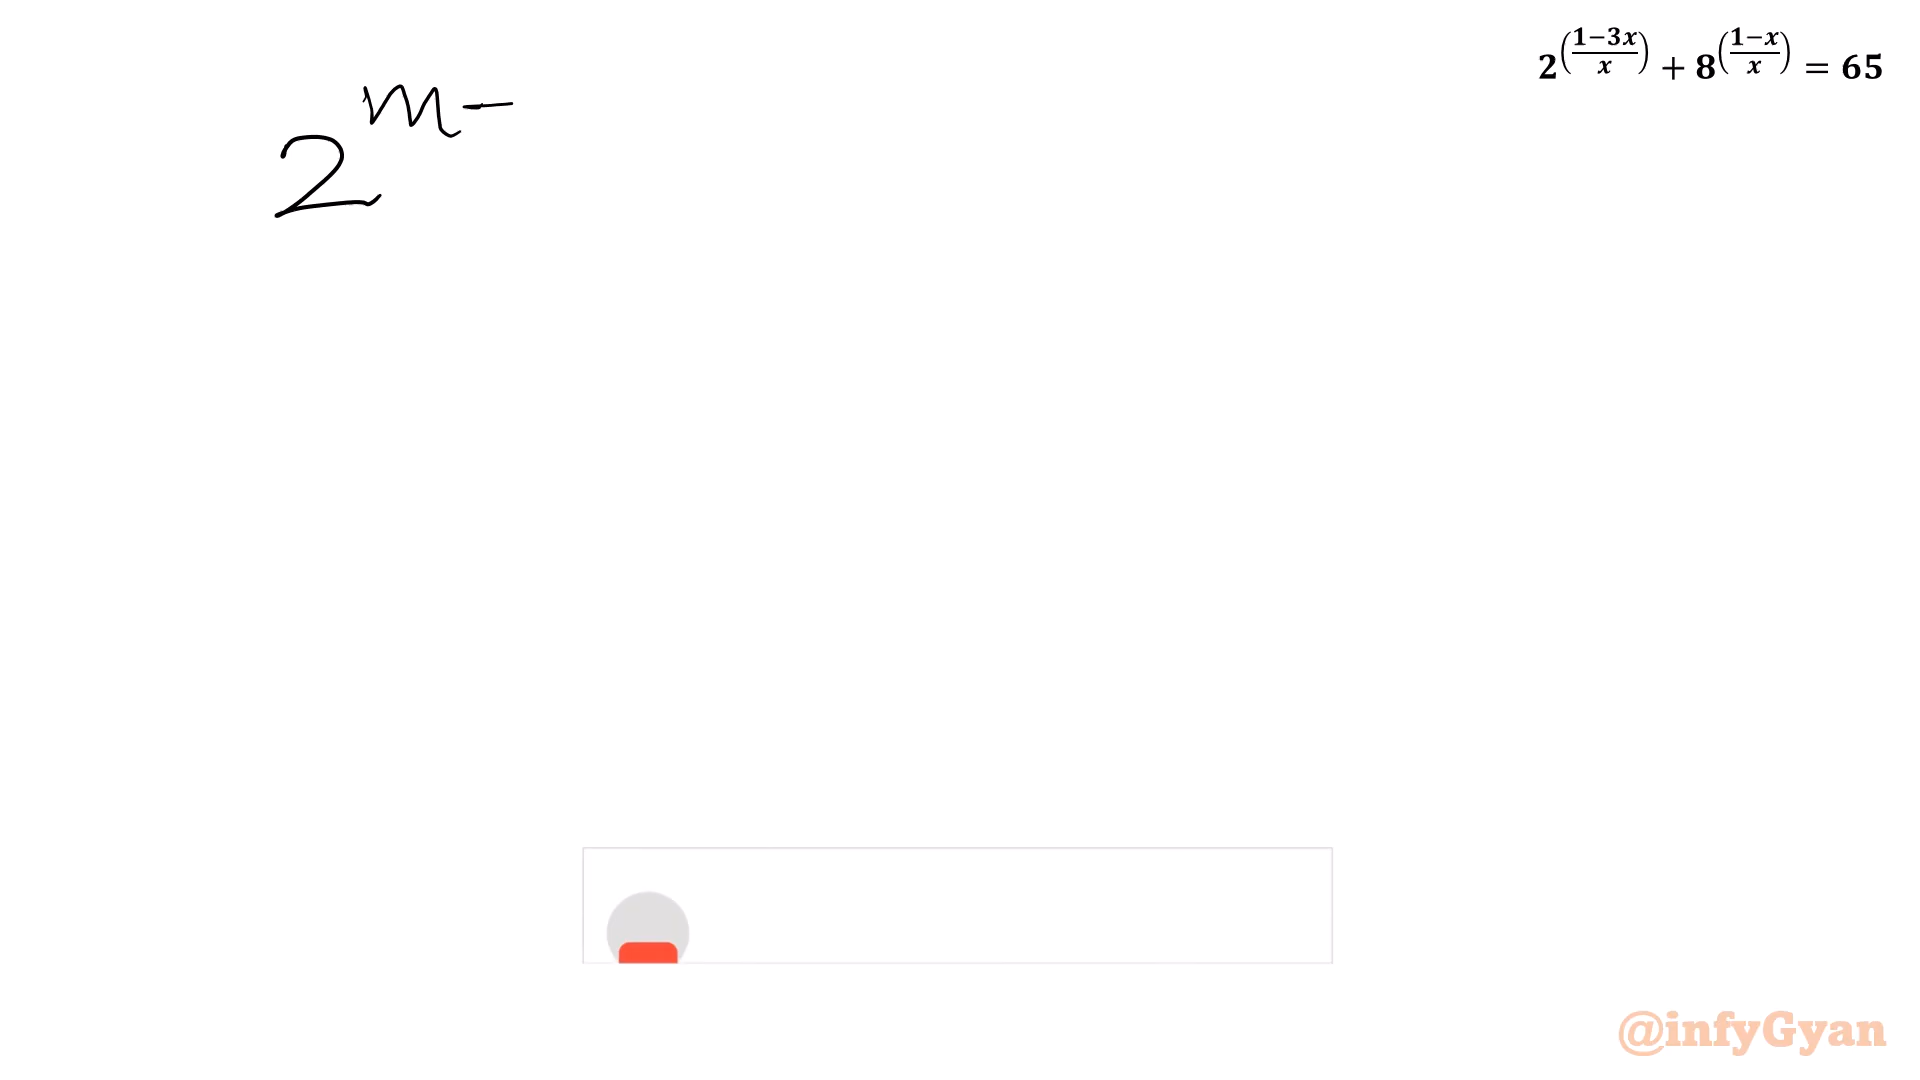 2^((1−3x)/x) + 8^((1−x)/x) = 65
2^m−
@infyGyan